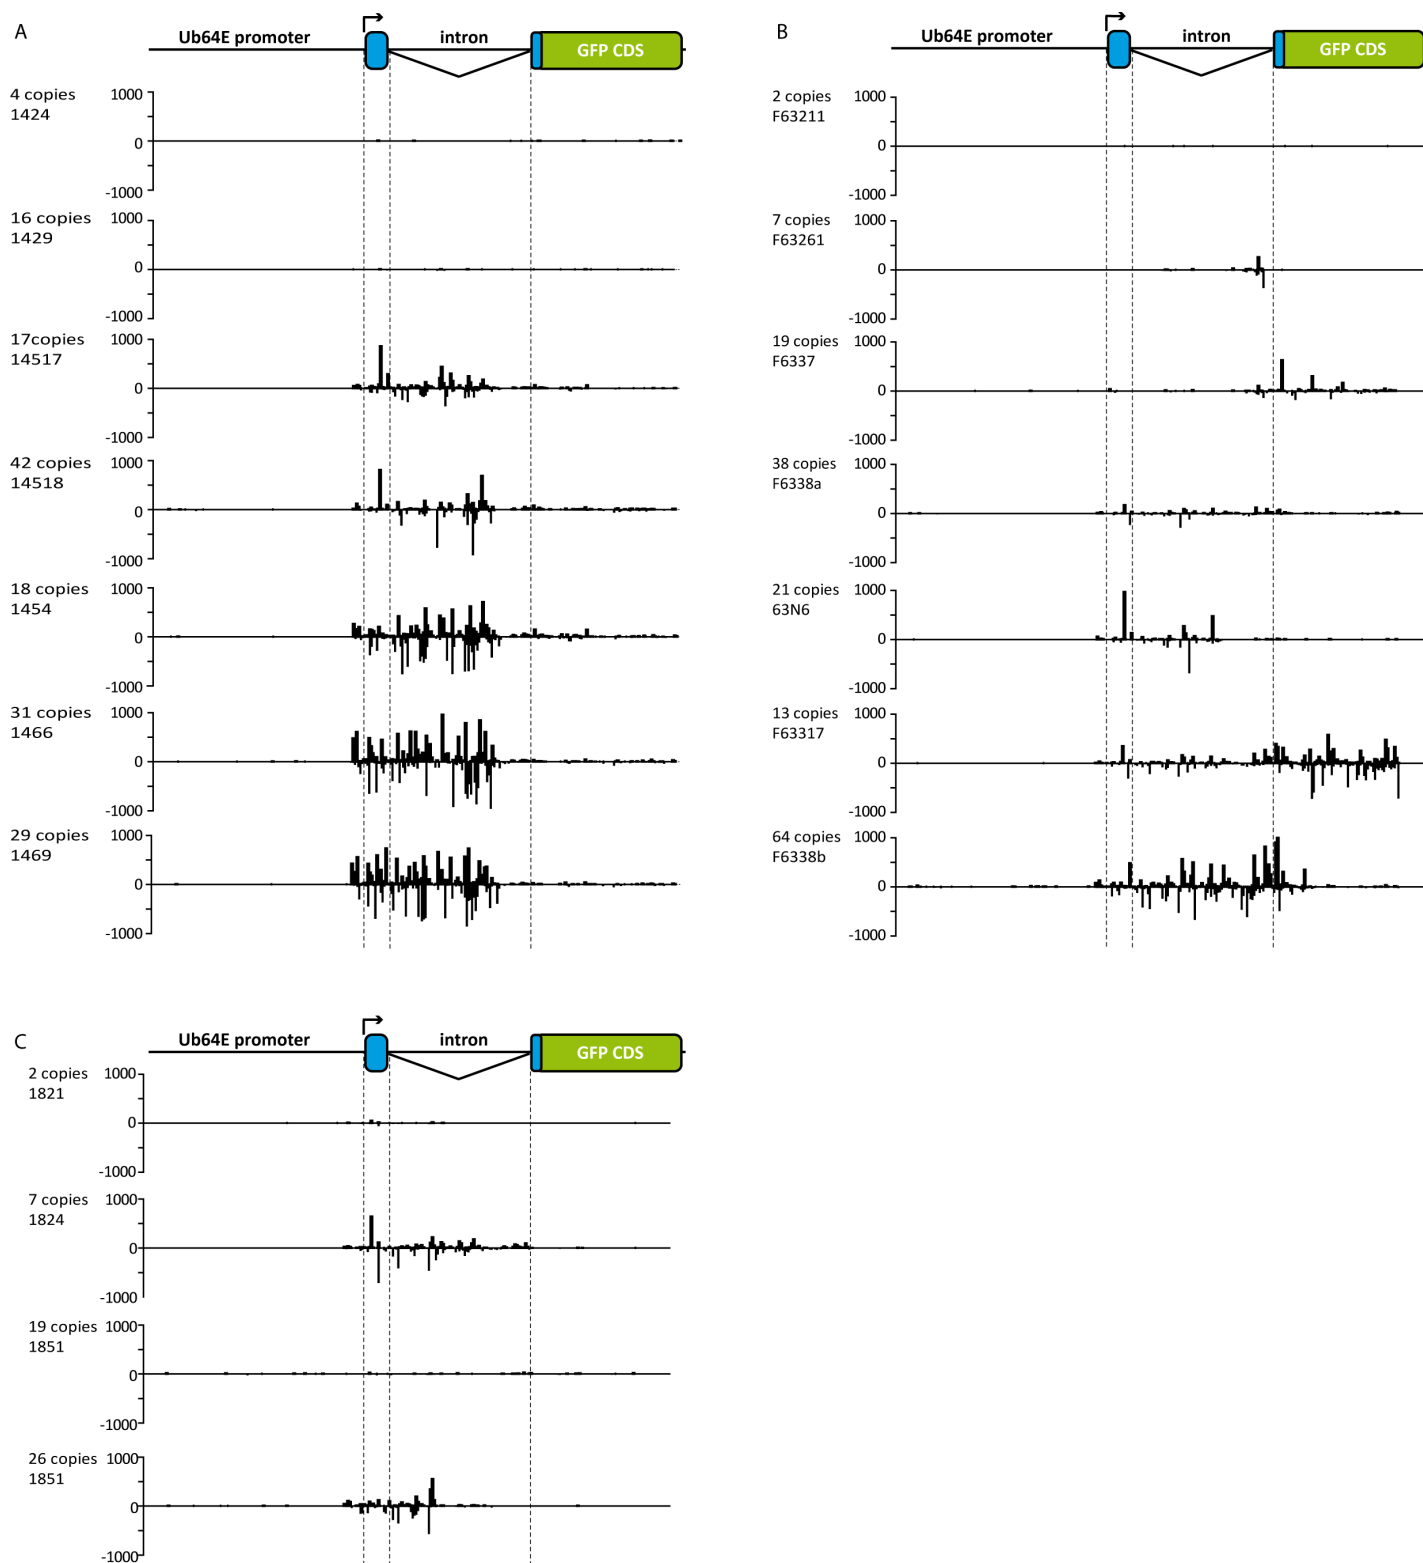 A
Ub64E promoter intron GFP CDS
4 copies
1424
1000
0
-1000
16 copies
1429
1000
0
-1000
17copies
14517
1000
0
-1000
42 copies
14518
1000
0
-1000
18 copies
1454
1000
0
-1000
31 copies
1466
1000
0
-1000
29 copies
1469
1000
0
-1000
B
Ub64E promoter intron GFP CDS
2 copies
F63211
1000
0
-1000
7 copies
F63261
1000
0
-1000
19 copies
F6337
1000
0
-1000
38 copies
F6338a
1000
0
-1000
21 copies
63N6
1000
0
-1000
13 copies
F63317
1000
0
-1000
64 copies
F6338b
1000
0
-1000
C
Ub64E promoter intron GFP CDS
2 copies
1821
1000
0
-1000
7 copies
1824
1000
0
-1000
19 copies
1851
1000
0
-1000
26 copies
1851
1000
0
-1000